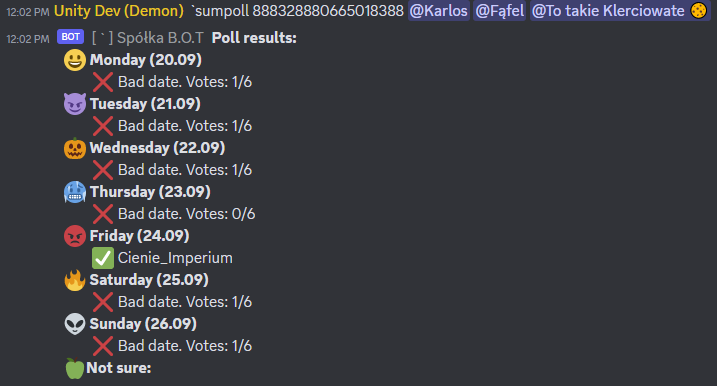 12:02 PM Unity Dev (Demon) `sumpoll 888328880665018388 @Karlos @Fąfel @To takie Klerciowate
12:02 PM BOT [ ` ] Spółka B.O.T Poll results:
Monday (20.09)
Bad date. Votes: 1/6
Tuesday (21.09)
Bad date. Votes: 1/6
Wednesday (22.09)
Bad date. Votes: 1/6
Thursday (23.09)
Bad date. Votes: 0/6
Friday (24.09)
Cienie_Imperium
Saturday (25.09)
Bad date. Votes: 1/6
Sunday (26.09)
Bad date. Votes: 1/6
Not sure: